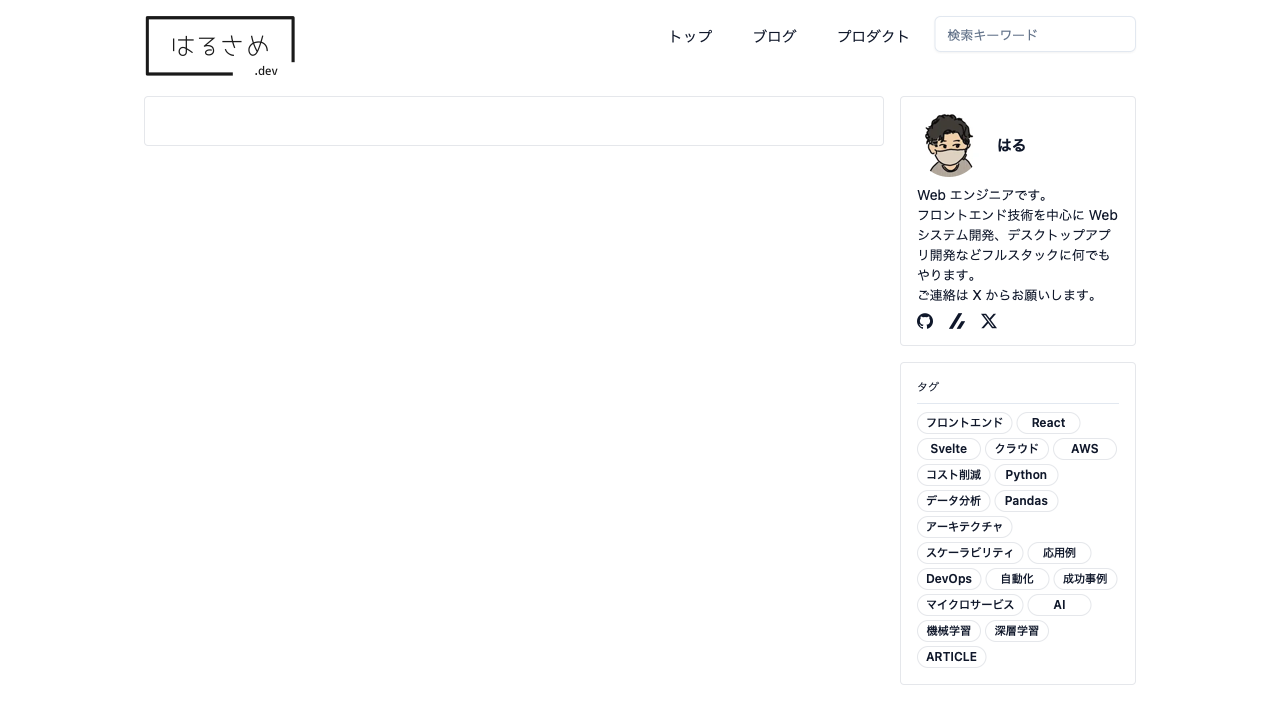 はるさめ
.dev
トップ ブログ プロダクト 検索キーワード
はる
Web エンジニアです。
フロントエンド技術を中心に Web
システム開発、デスクトップアプ
リ開発などフルスタックに何でも
やります。
ご連絡は X からお願いします。
タグ
フロントエンド React
Svelte クラウド AWS
コスト削減 Python
データ分析 Pandas
アーキテクチャ
スケーラビリティ 応用例
DevOps 自動化 成功事例
マイクロサービス AI
機械学習 深層学習
ARTICLE